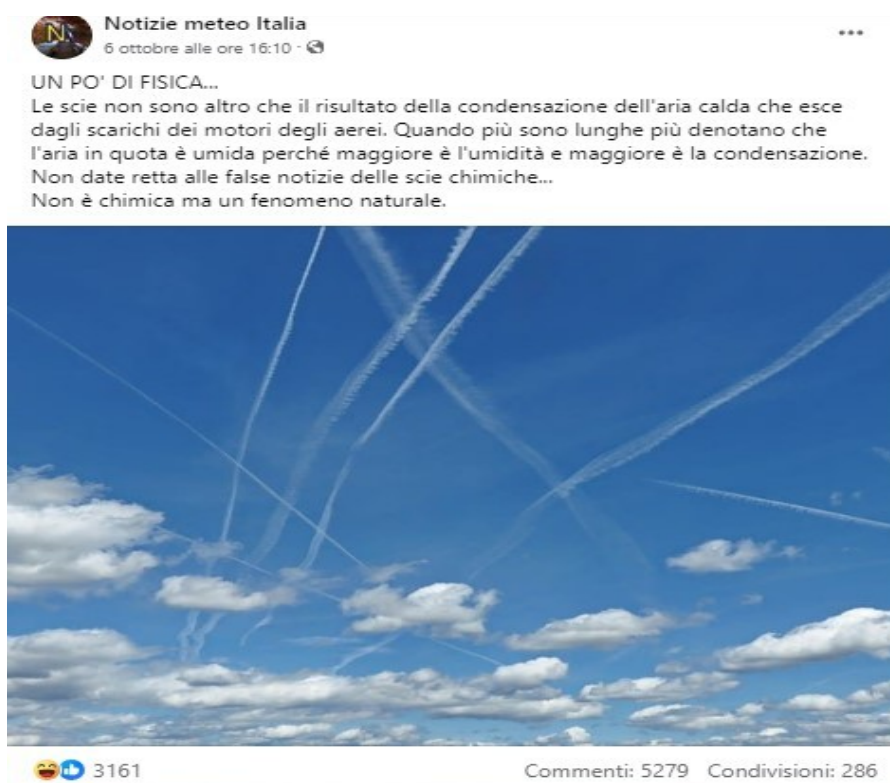 Notizie meteo Italia
6 ottobre alle ore 16:10 ·
UN PO' DI FISICA...
Le scie non sono altro che il risultato della condensazione dell'aria calda che esce
dagli scarichi dei motori degli aerei. Quando più sono lunghe più denotano che
l'aria in quota è umida perché maggiore è l'umidità e maggiore è la condensazione.
Non date retta alle false notizie delle scie chimiche...
Non è chimica ma un fenomeno naturale.
3161 Commenti: 5279 Condivisioni: 286